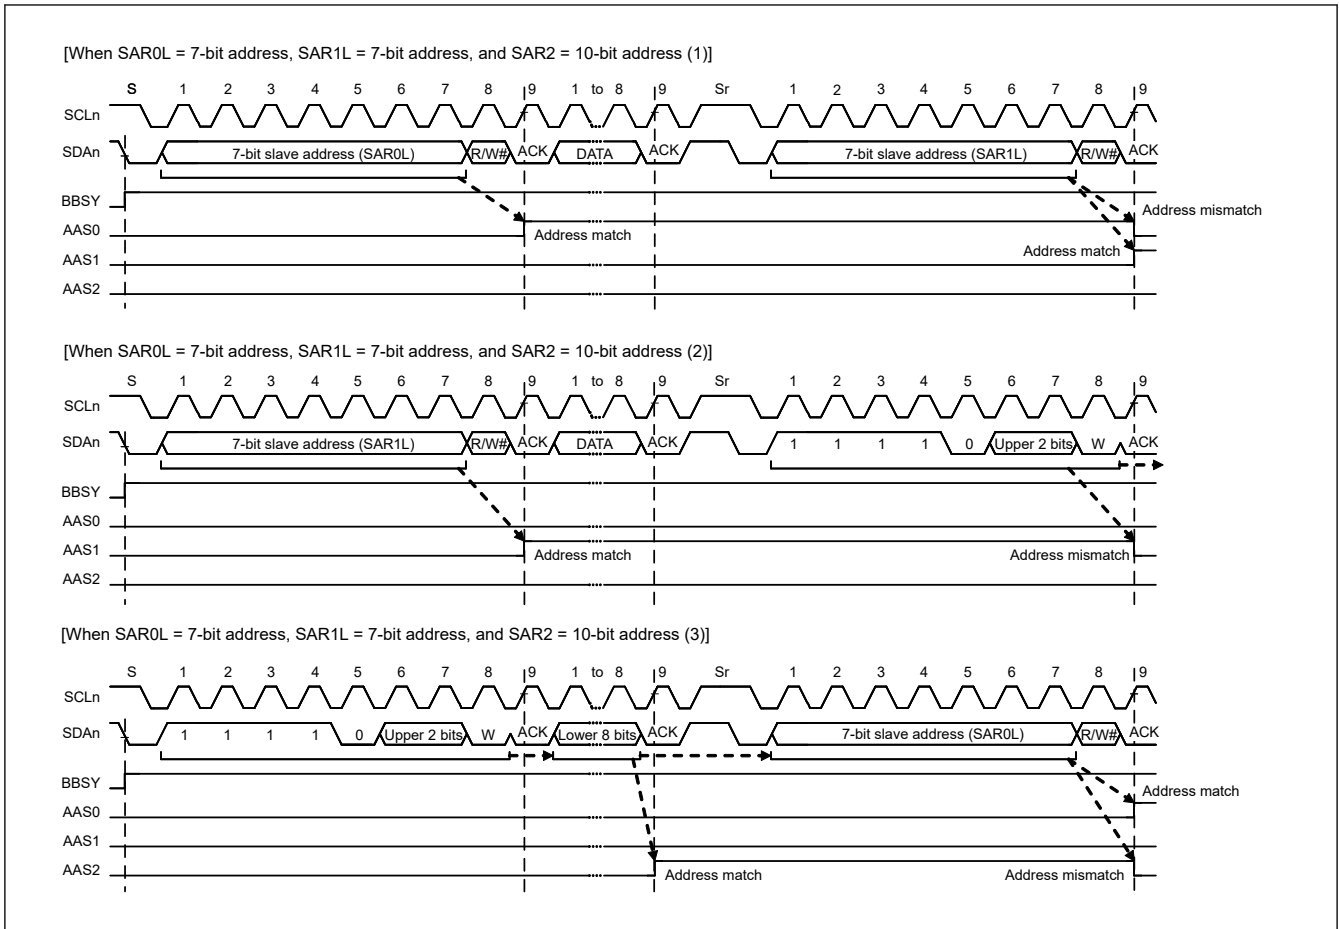 [When SAR0L = 7-bit address, SAR1L = 7-bit address, and SAR2 = 10-bit address (1)]
S 1 2 3 4 5 6 7 8 9 1 to 8 9 Sr 1 2 3 4 5 6 7 8 9
SCLn
SDAn 7-bit slave address (SAR0L) R/W# ACK DATA ACK 7-bit slave address (SAR1L) R/W# ACK
BBSY
Address mismatch
AAS0
Address match
Address match
AAS1
AAS2
[When SAR0L = 7-bit address, SAR1L = 7-bit address, and SAR2 = 10-bit address (2)]
S 1 2 3 4 5 6 7 8 9 1 to 8 9 Sr 1 2 3 4 5 6 7 8 9
SCLn
SDAn 7-bit slave address (SAR1L) R/W# ACK DATA ACK 1 1 1 1 0 Upper 2 bits W ACK
BBSY
AAS0
AAS1 Address match Address mismatch
AAS2
[When SAR0L = 7-bit address, SAR1L = 7-bit address, and SAR2 = 10-bit address (3)]
S 1 2 3 4 5 6 7 8 9 1 to 8 9 Sr 1 2 3 4 5 6 7 8 9
SCLn
SDAn 1 1 1 1 0 Upper 2 bits W ACK Lower 8 bits ACK 7-bit slave address (SAR0L) R/W# ACK
BBSY
Address match
AAS0
AAS1
AAS2 Address match Address mismatch